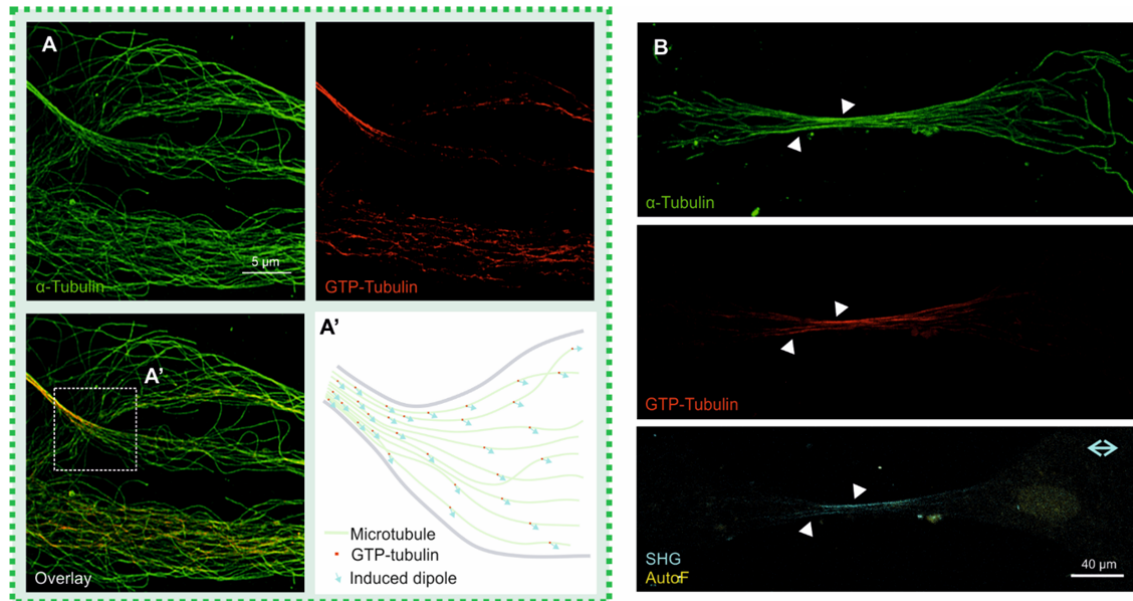 A
α-Tubulin
5 µm
GTP-Tubulin
A'
Overlay
A'
Microtubule
GTP-tubulin
Induced dipole
B
α-Tubulin
GTP-Tubulin
SHG
AutoF
40 µm